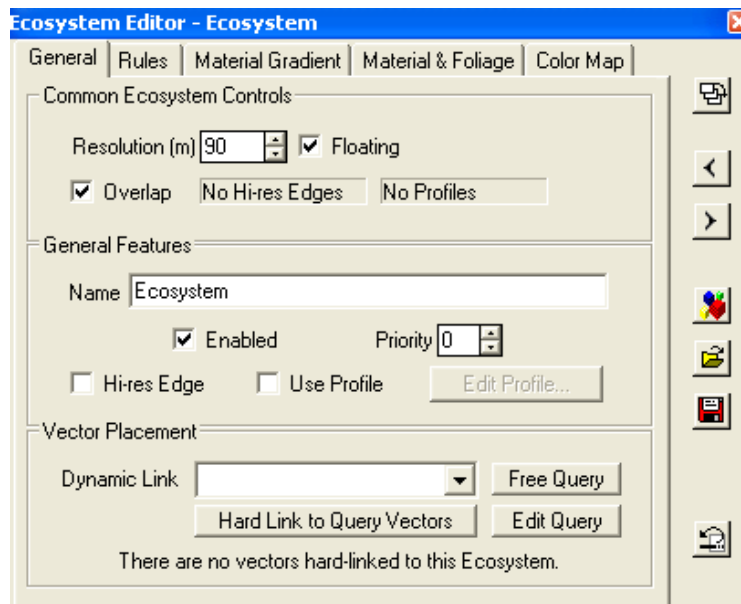 Ecosystem Editor - Ecosystem
General Rules Material Gradient Material & Foliage Color Map
Common Ecosystem Controls
Resolution (m) 90 Floating
Overlap No Hi-res Edges No Profiles
General Features
Name Ecosystem
Enabled Priority 0
Hi-res Edge Use Profile Edit Profile...
Vector Placement
Dynamic Link Free Query
Hard Link to Query Vectors Edit Query
There are no vectors hard-linked to this Ecosystem.